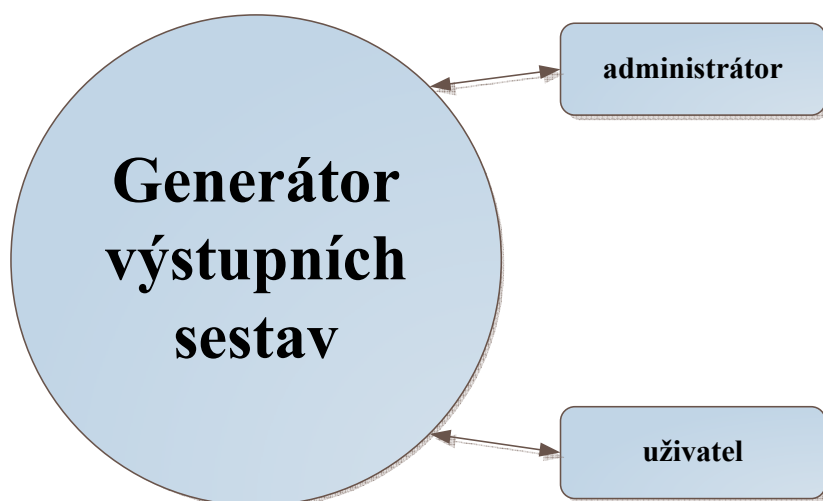 Generátor
výstupních
sestav
administrátor
uživatel